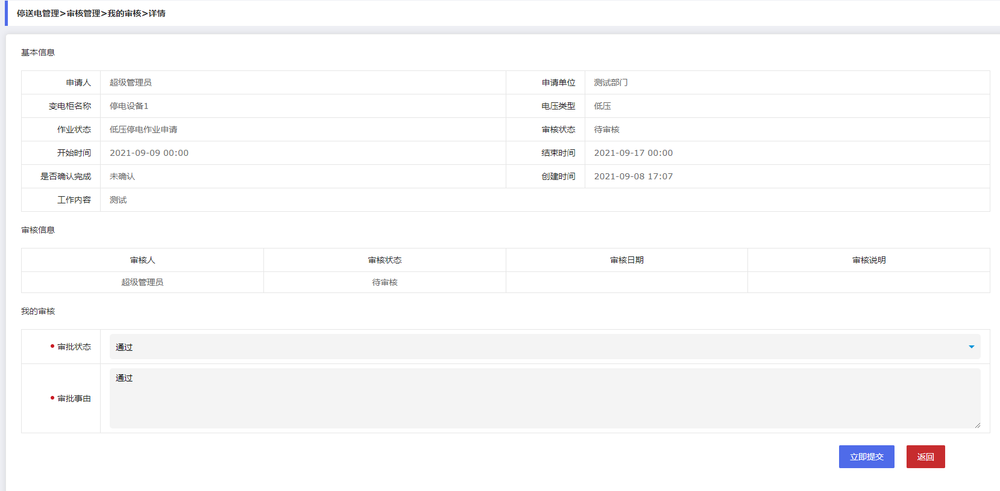 停送电管理>审核管理>我的审核>详情
基本信息
申请人 超级管理员 申请单位 测试部门
变电柜名称 停电设备1 电压类型 低压
作业状态 低压停电作业申请 审核状态 待审核
开始时间 2021-09-09 00:00 结束时间 2021-09-17 00:00
是否确认完成 未确认 创建时间 2021-09-08 17:07
工作内容 测试
审核信息
审核人 审核状态 审核日期 审核说明
超级管理员 待审核
我的审核
审批状态 通过
审批事由 通过
立即提交 返回